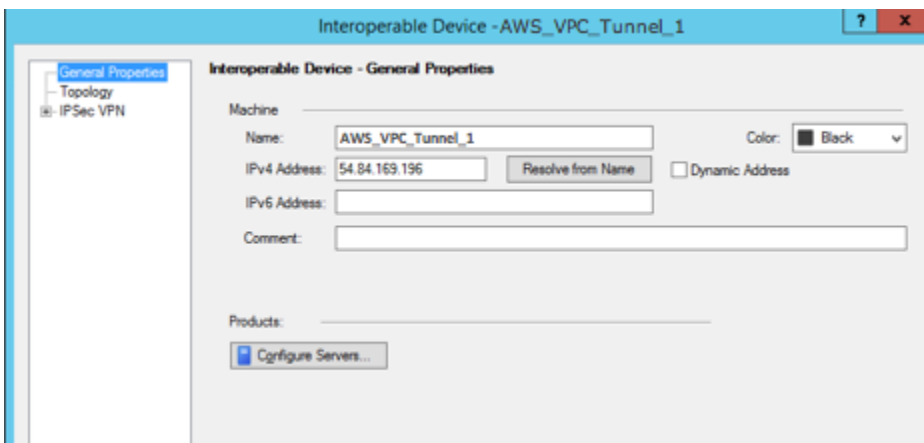 Interoperable Device -AWS_VPC_Tunnel_1
? x
General Properties
Topology
IPSec VPN
Interoperable Device - General Properties
Machine
Name: AWS_VPC_Tunnel_1 Color: Black
IPv4 Address: 54.84.169.196 Resolve from Name Dynamic Address
IPv6 Address:
Comment:
Products:
Configure Servers...